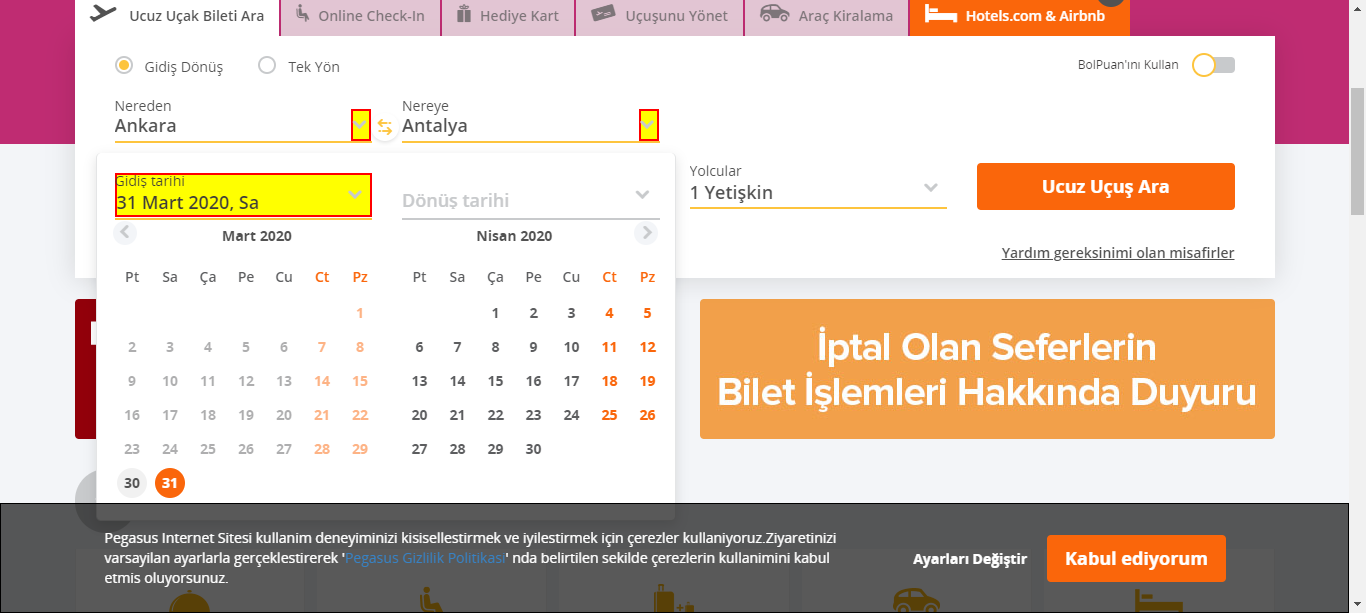 Ucuz Uçak Bileti Ara
Online Check-In
Hediye Kart
Uçuşunu Yönet
Araç Kiralama
Hotels.com & Airbnb
Gidiş Dönüş
Tek Yön
BolPuan'ını Kullan
Nereden
Nereye
Ankara
Antalya
Gidiş tarihi
31 Mart 2020, Sa
Dönüş tarihi
Yolcular
1 Yetişkin
Ucuz Uçuş Ara
Yardım gereksinimi olan misafirler
Mart 2020
Pt Sa Ça Pe Cu Ct Pz
1
2 3 4 5 6 7 8
9 10 11 12 13 14 15
16 17 18 19 20 21 22
23 24 25 26 27 28 29
30 31
Nisan 2020
Pt Sa Ça Pe Cu Ct Pz
1 2 3 4 5
6 7 8 9 10 11 12
13 14 15 16 17 18 19
20 21 22 23 24 25 26
27 28 29 30
İptal Olan Seferlerin
Bilet İşlemleri Hakkında Duyuru
Pegasus Internet Sitesi kullanim deneyiminizi kisisellestirmek ve iyilestirmek için çerezler kullaniyoruz.Ziyaretinizi
varsayilan ayarlarla gerçeklestirerek 'Pegasus Gizlilik Politikasi' nda belirtilen sekilde çerezlerin kullanimini kabul
etmis oluyorsunuz.
Ayarları Değiştir
Kabul ediyorum